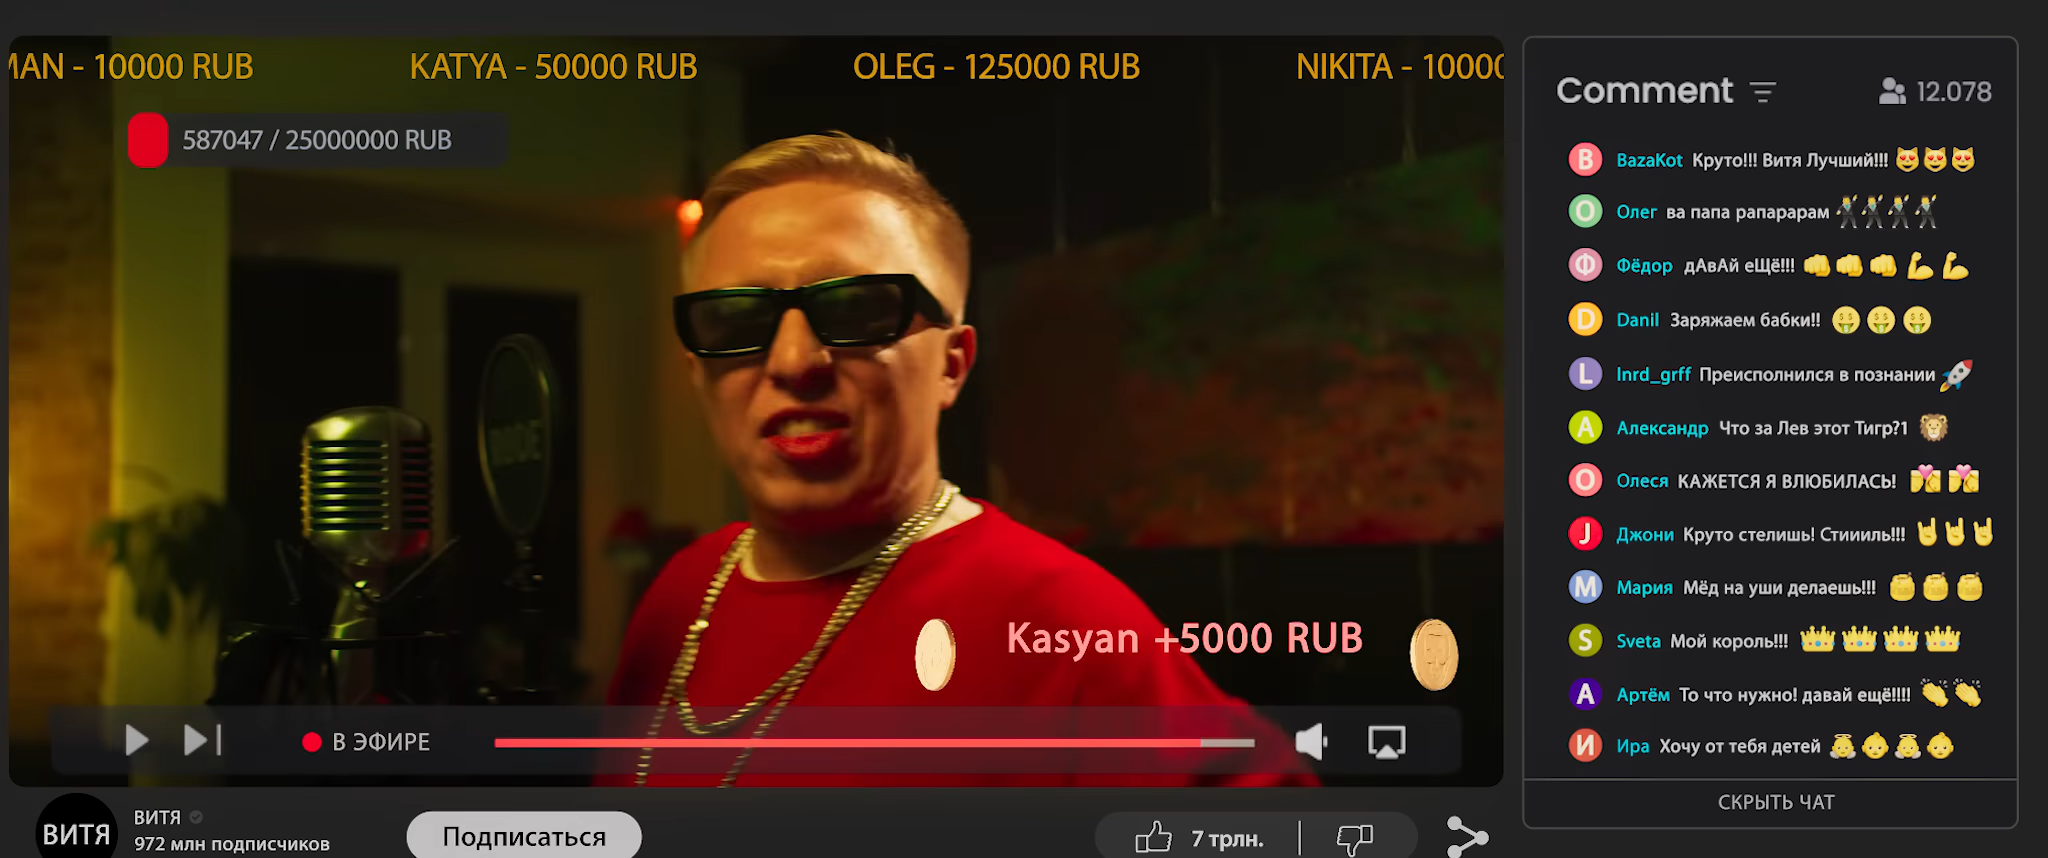 MAN - 10000 RUB
KATYA - 50000 RUB
OLEG - 125000 RUB
NIKITA - 1000
587047 / 25000000 RUB
Kasyan +5000 RUB
В ЭФИРЕ
ВИТЯ
ВИТЯ
972 млн подписчиков
Подписаться
7 трлн.
Comment
12.078
B BazaKot Круто!!! Витя Лучший!!! 😻😻😻
О Олег ва папа рапарарам 🕺🕺🕺🕺
Ф Фёдор дАвАй еЩё!!! 👊👊👊💪💪
D Danil Заряжаем бабки!! 🤑🤑🤑
L lnrd_grff Преисполнился в познании 🚀
А Александр Что за Лев этот Тигр?1 🦁
О Олеся КАЖЕТСЯ Я ВЛЮБИЛАСЬ! 💏💏
J Джони Круто стелишь! Стиииль!!! 🤘🤘🤘
М Мария Мёд на уши делаешь!!! 🍯🍯🍯
S Sveta Мой король!!! 👑👑👑👑
А Артём То что нужно! давай ещё!!!! 👏👏
И Ира Хочу от тебя детей 👼👶👼👶
СКРЫТЬ ЧАТ